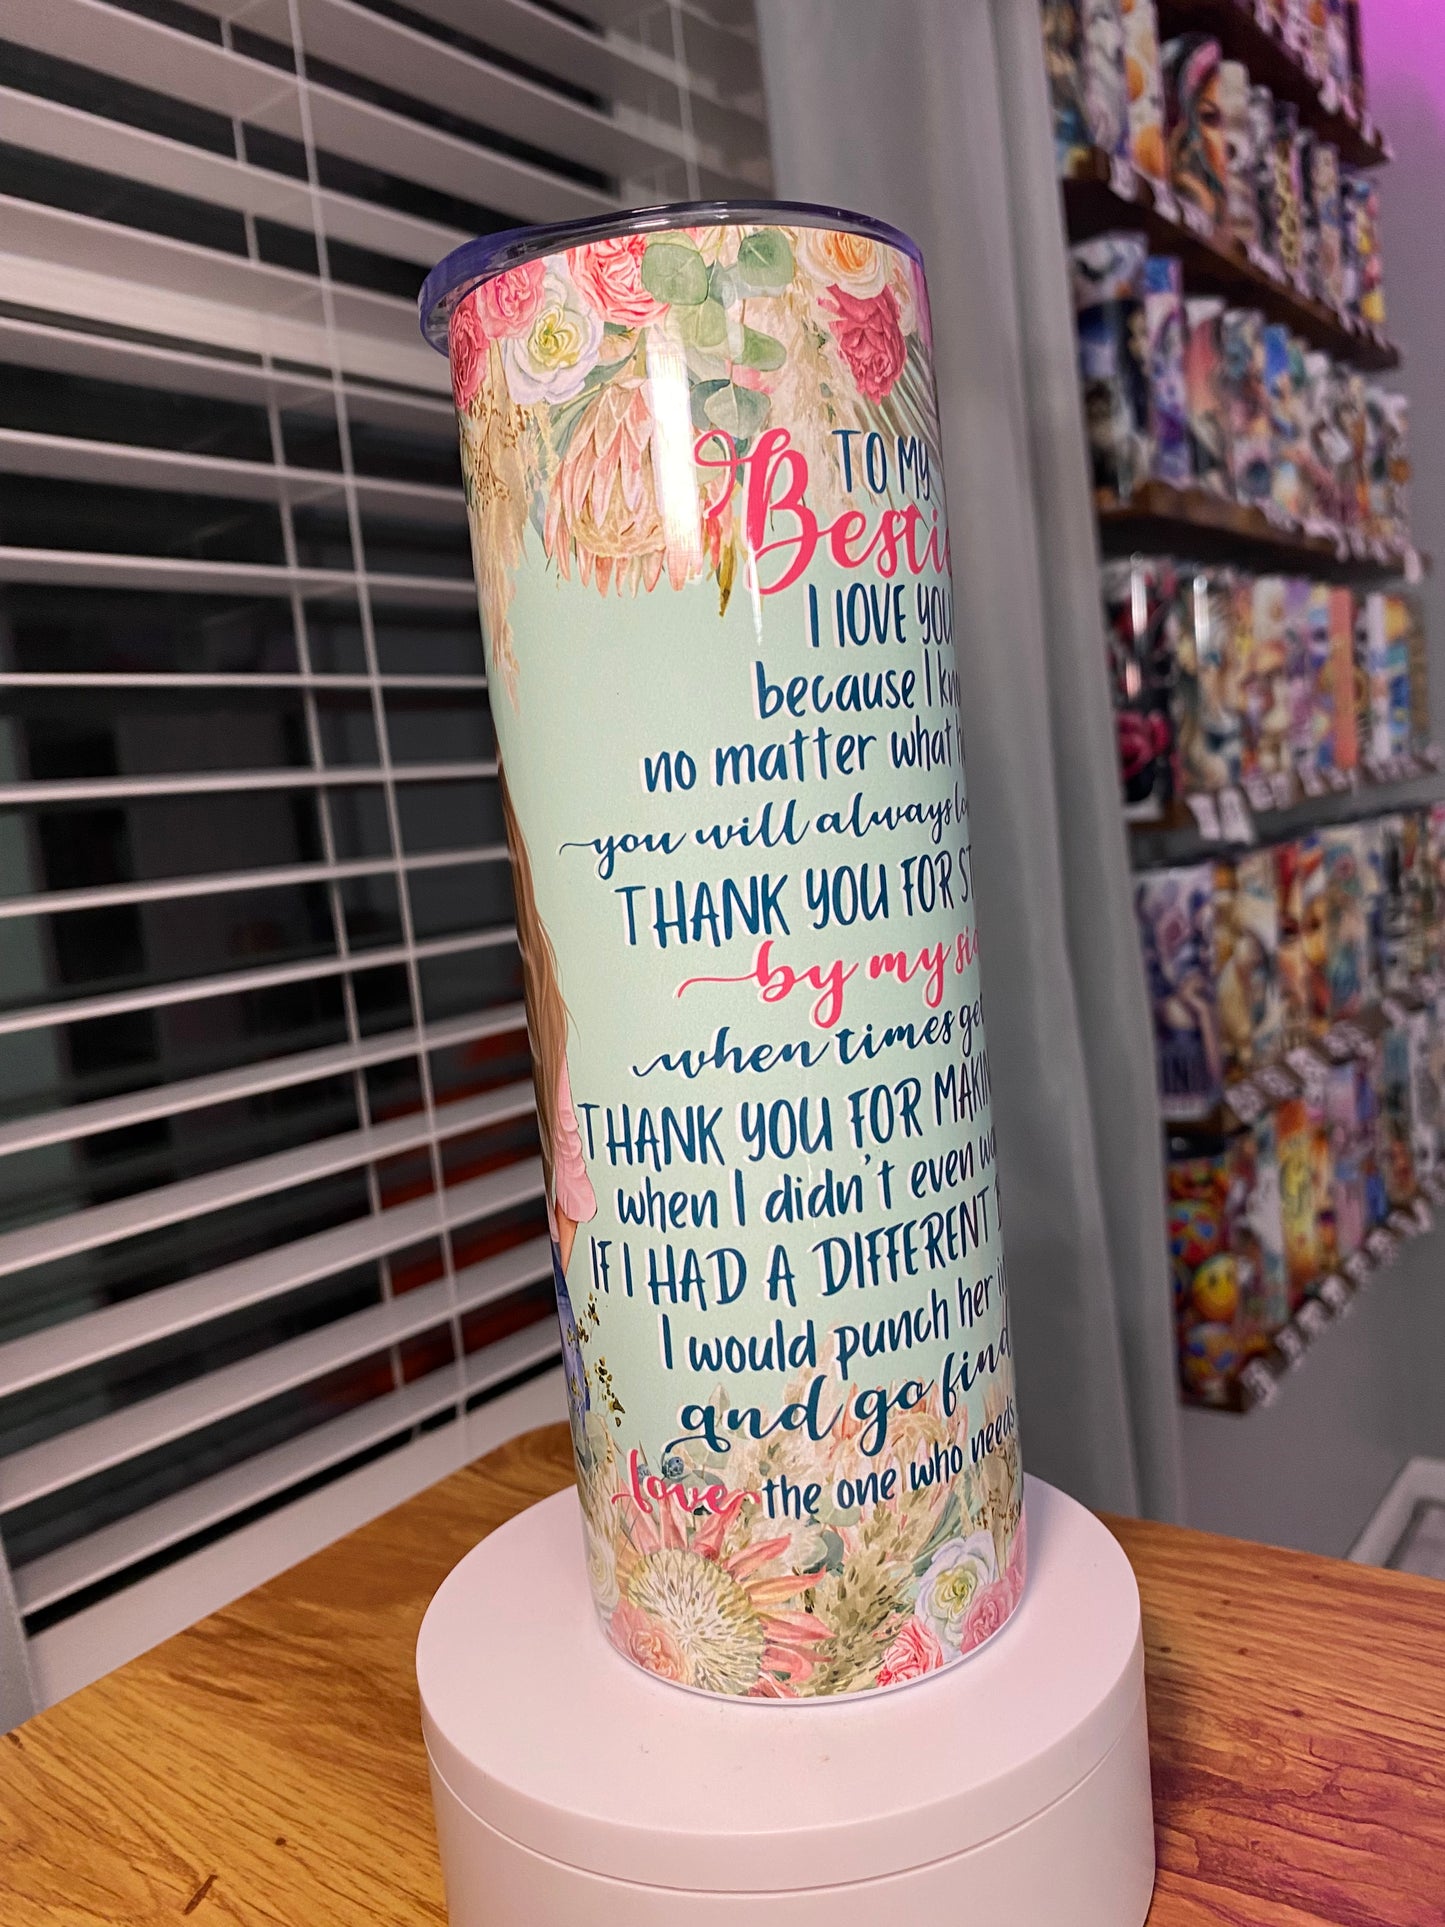 TO MY
Bestie
I LOVE YOU
because I
no matter what
you will always
THANK YOU FOR
by my
when times
THANK YOU FOR
when I didn't even
IF I HAD A DIFFERENT
I would punch her
and go find
love, the one who needs